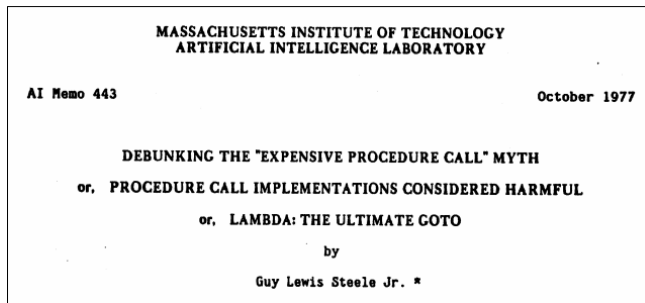 MASSACHUSETTS INSTITUTE OF TECHNOLOGY
ARTIFICIAL INTELLIGENCE LABORATORY
AI Memo 443 October 1977
DEBUNKING THE "EXPENSIVE PROCEDURE CALL" MYTH
or, PROCEDURE CALL IMPLEMENTATIONS CONSIDERED HARMFUL
or, LAMBDA: THE ULTIMATE GOTO
by
Guy Lewis Steele Jr. *